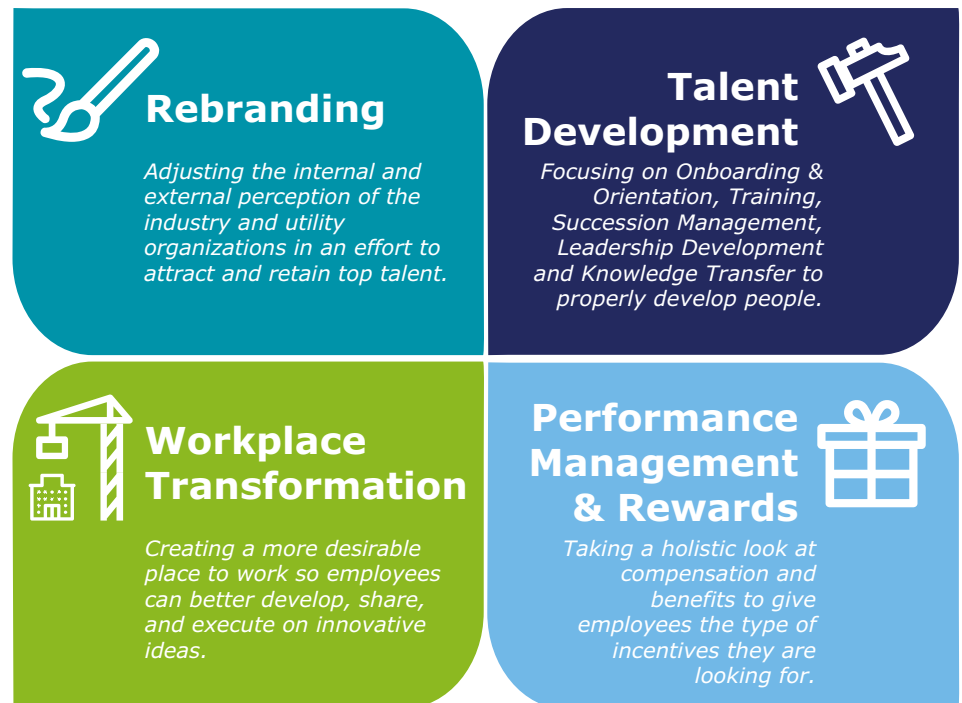 Rebranding
Adjusting the internal and
external perception of the
industry and utility
organizations in an effort to
attract and retain top talent.
Talent
Development
Focusing on Onboarding &
Orientation, Training,
Succession Management,
Leadership Development
and Knowledge Transfer to
properly develop people.
Workplace
Transformation
Creating a more desirable
place to work so employees
can better develop, share,
and execute on innovative
ideas.
Performance
Management
& Rewards
Taking a holistic look at
compensation and
benefits to give
employees the type of
incentives they are
looking for.